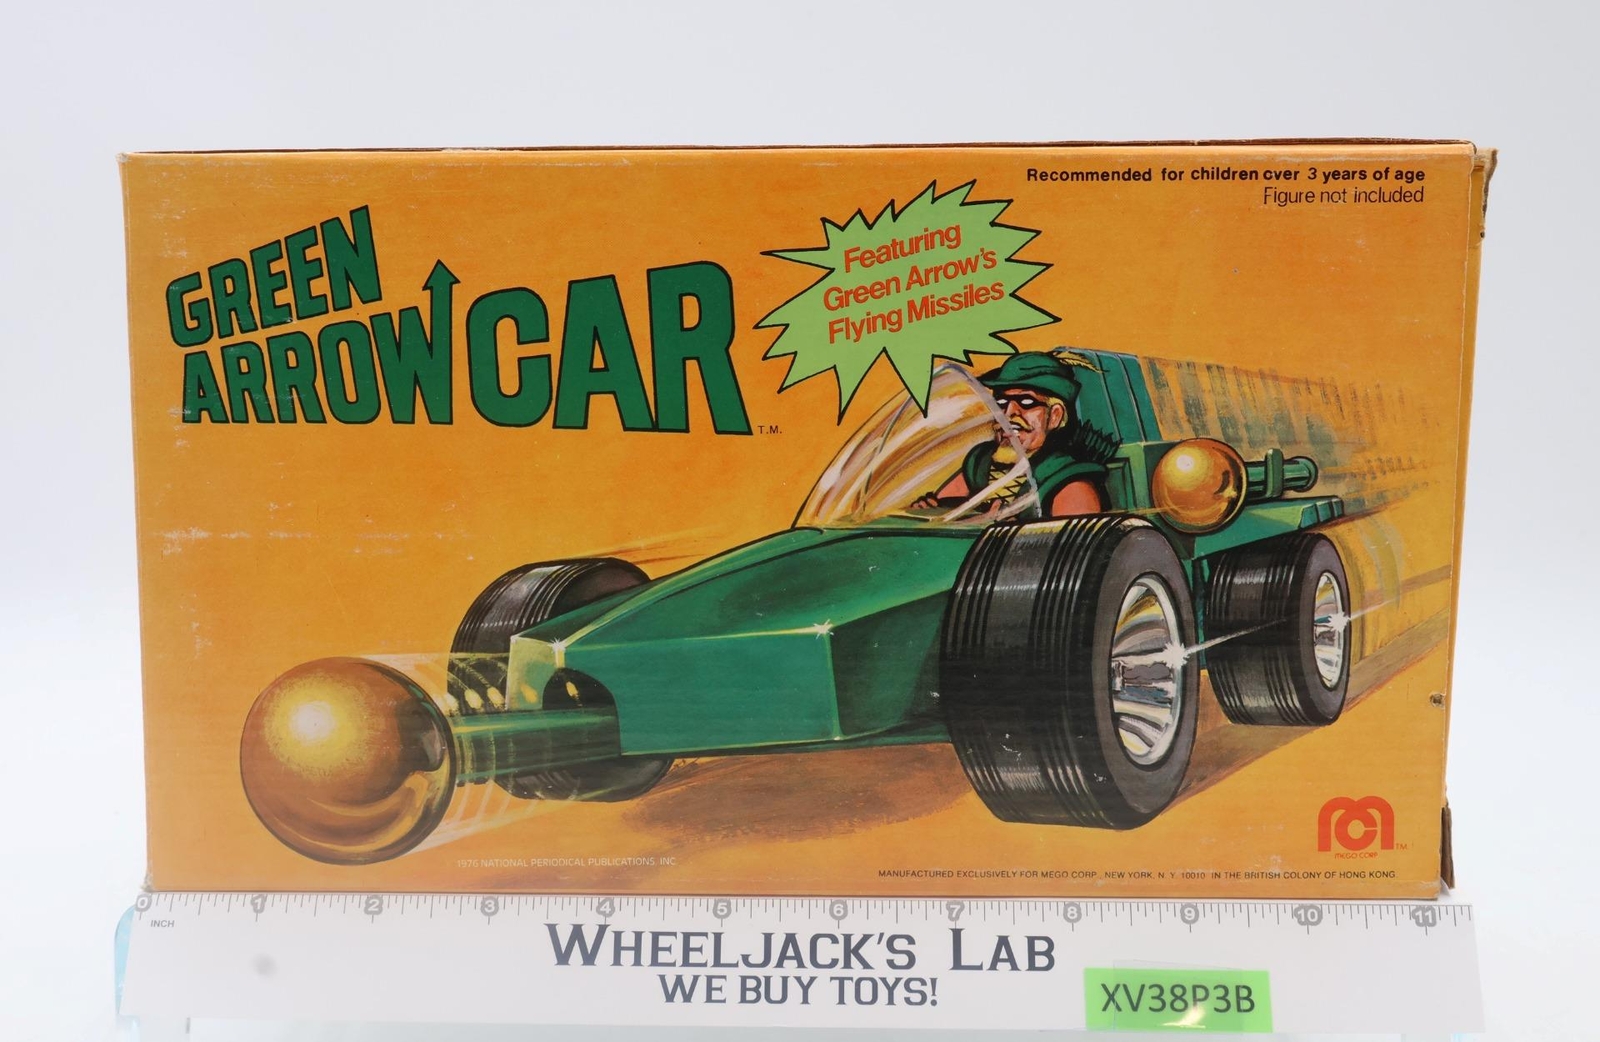 Recommended for children over 3 years of age
Figure not included
GREEN
ARROW CAR
T.M.
Featuring
Green Arrow's
Flying Missiles
MEGO CORP
TM
1976 NATIONAL PERIODICAL PUBLICATIONS, INC
MANUFACTURED EXCLUSIVELY FOR MEGO CORP., NEW YORK, N.Y. 10010 IN THE BRITISH COLONY OF HONG KONG
0 1 2 3 4 5 6 7 8 9 10 11
INCH
WHEELJACK'S LAB
WE BUY TOYS!
XV38P3B